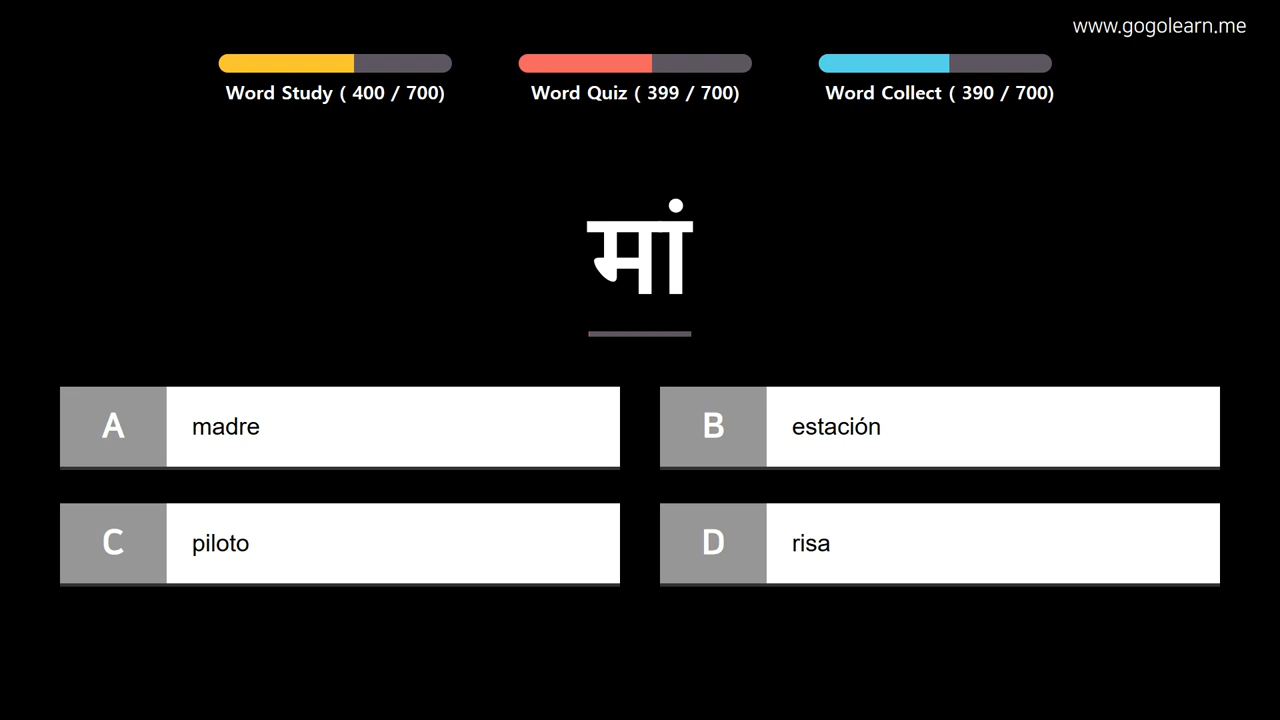 www.gogolearn.me
Word Study ( 400 / 700)
Word Quiz ( 399 / 700)
Word Collect ( 390 / 700)
मां
A madre
B estación
C piloto
D risa